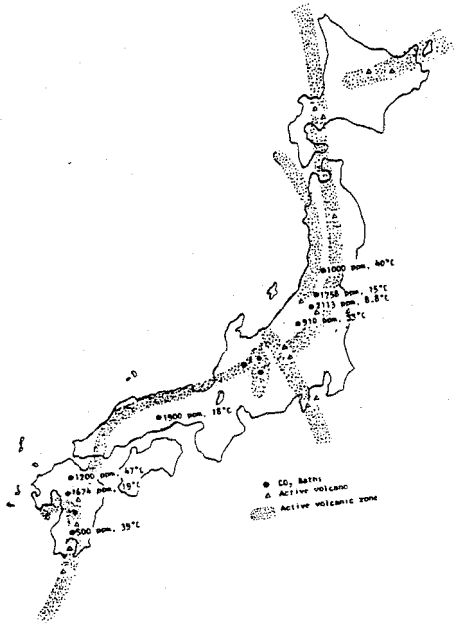 1000 ppm, 40°C
1758 ppm, 15°C
2113 ppm, 8.8°C
910 ppm, 33°C
1900 ppm, 18°C
1200 ppm, 47°C
1674 ppm, 19°C
500 ppm, 39°C
CO₂ Baths
Active volcano
Active volcanic zone